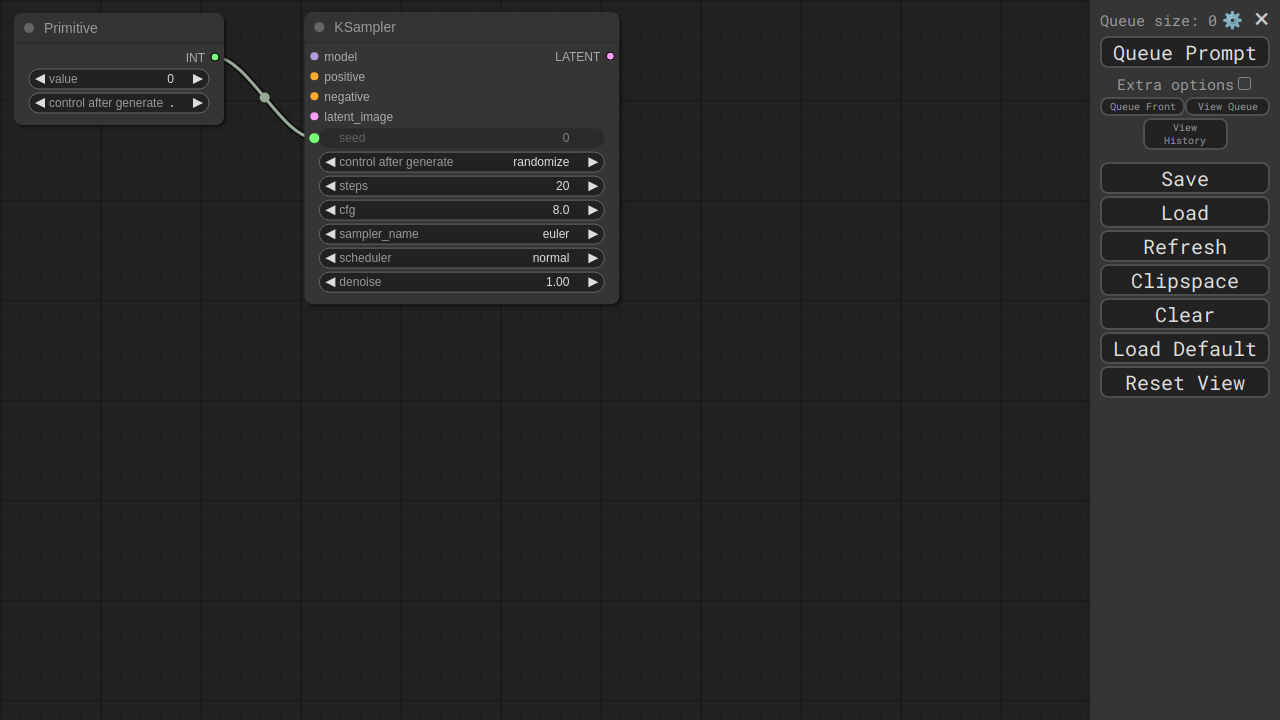 Primitive
INT
value 0
control after generate .
KSampler
model LATENT
positive
negative
latent_image
seed 0
control after generate randomize
steps 20
cfg 8.0
sampler_name euler
scheduler normal
denoise 1.00
Queue size: 0
Queue Prompt
Extra options
Queue Front View Queue
View
History
Save
Load
Refresh
Clipspace
Clear
Load Default
Reset View